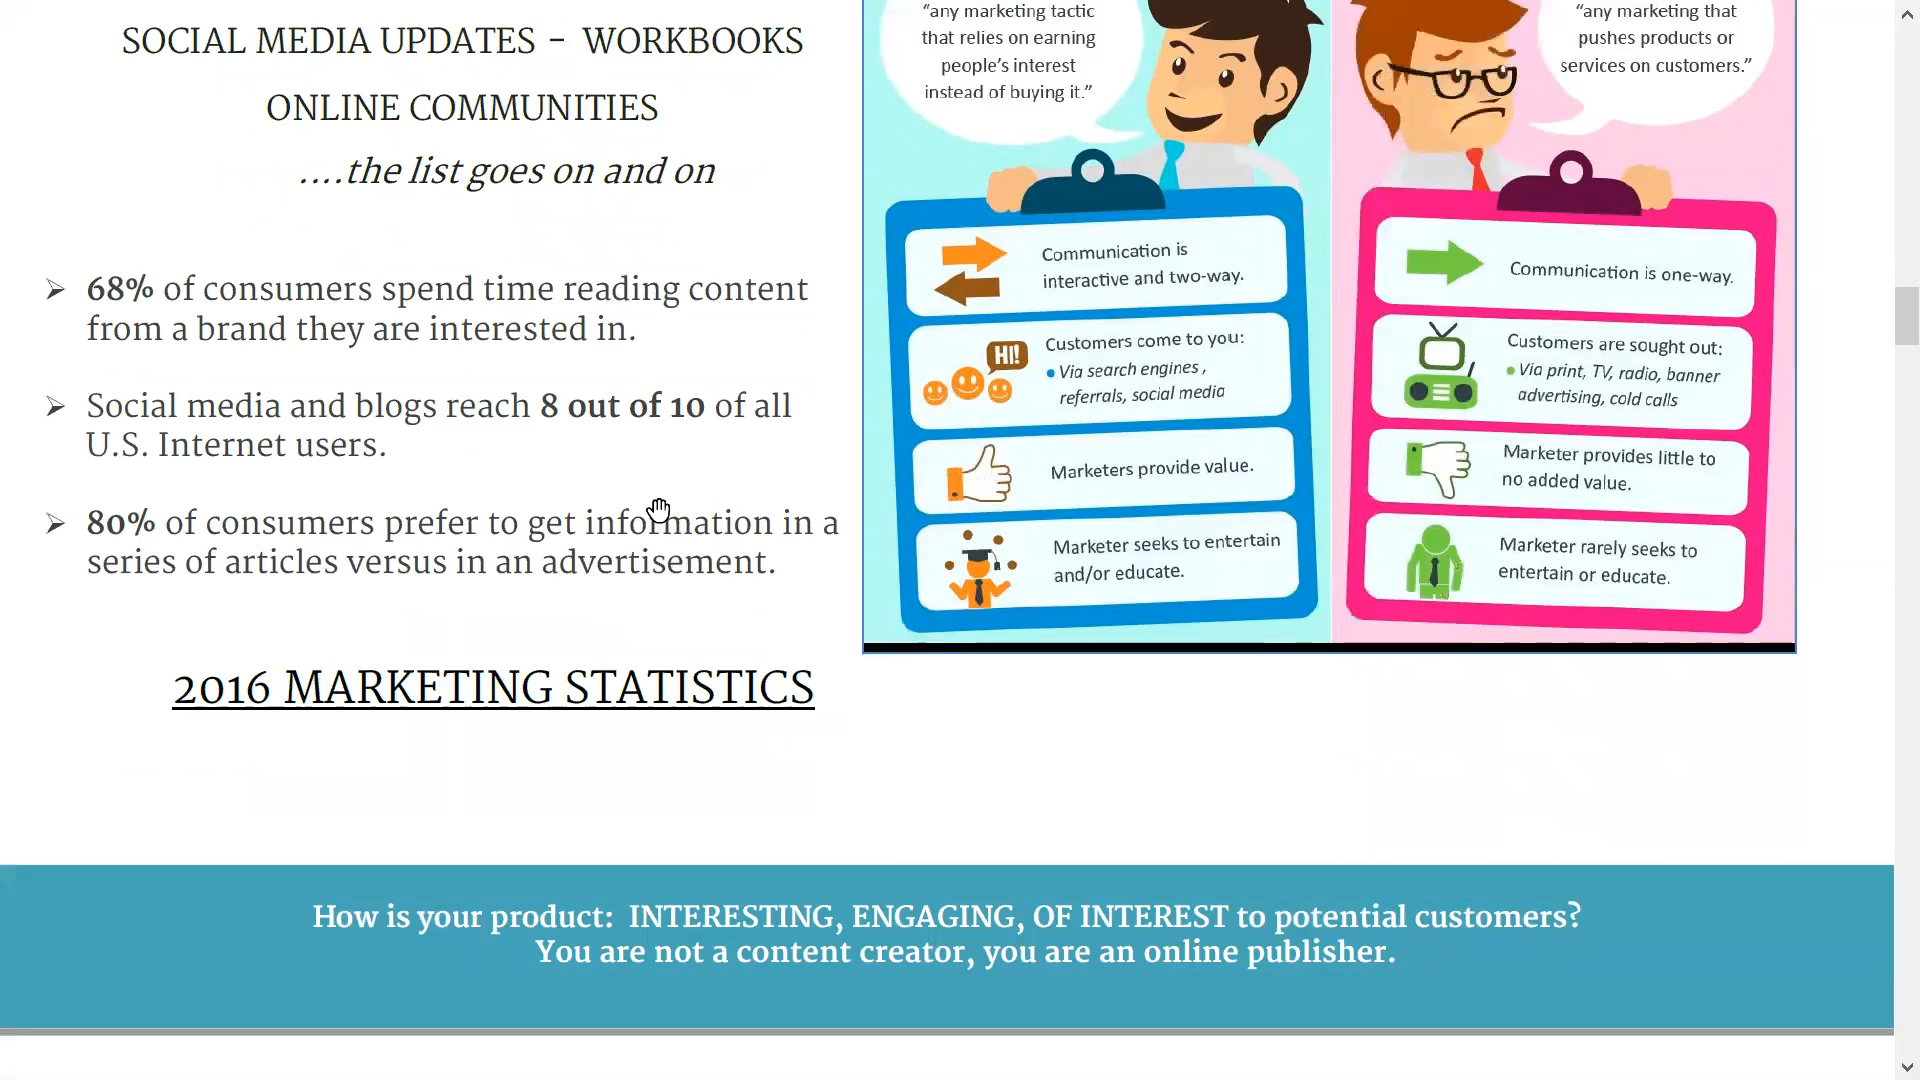 SOCIAL MEDIA UPDATES – WORKBOOKS
ONLINE COMMUNITIES
....the list goes on and on
➢ 68% of consumers spend time reading content
from a brand they are interested in.
➢ Social media and blogs reach 8 out of 10 of all
U.S. Internet users.
➢ 80% of consumers prefer to get information in a
series of articles versus in an advertisement.
2016 MARKETING STATISTICS
“any marketing tactic
that relies on earning
people’s interest
instead of buying it.”
Communication is
interactive and two-way.
HI!
Customers come to you:
• Via search engines ,
referrals, social media
Marketers provide value.
Marketer seeks to entertain
and/or educate.
“any marketing that
pushes products or
services on customers.”
Communication is one-way.
Customers are sought out:
• Via print, TV, radio, banner
advertising, cold calls
Marketer provides little to
no added value.
Marketer rarely seeks to
entertain or educate.
How is your product: INTERESTING, ENGAGING, OF INTEREST to potential customers?
You are not a content creator, you are an online publisher.